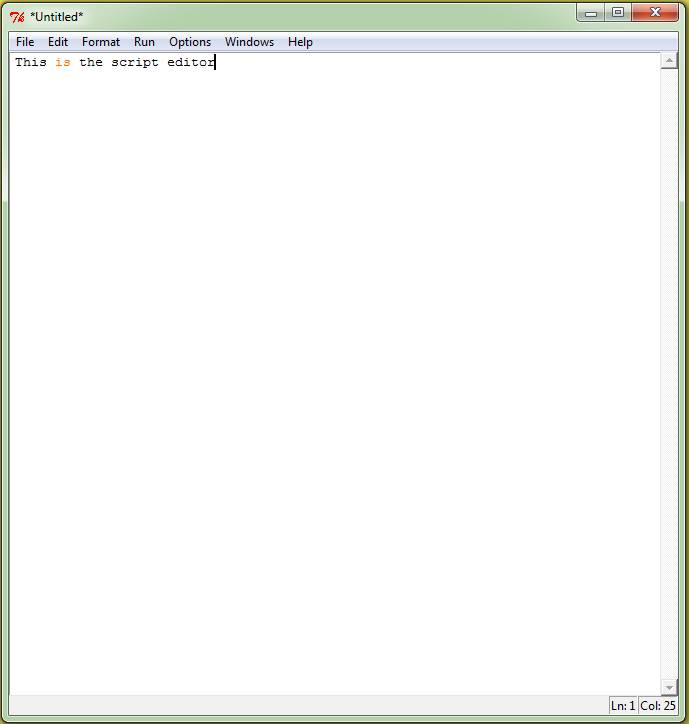 *Untitled*
File Edit Format Run Options Windows Help
This is the script editor
Ln: 1 Col: 25